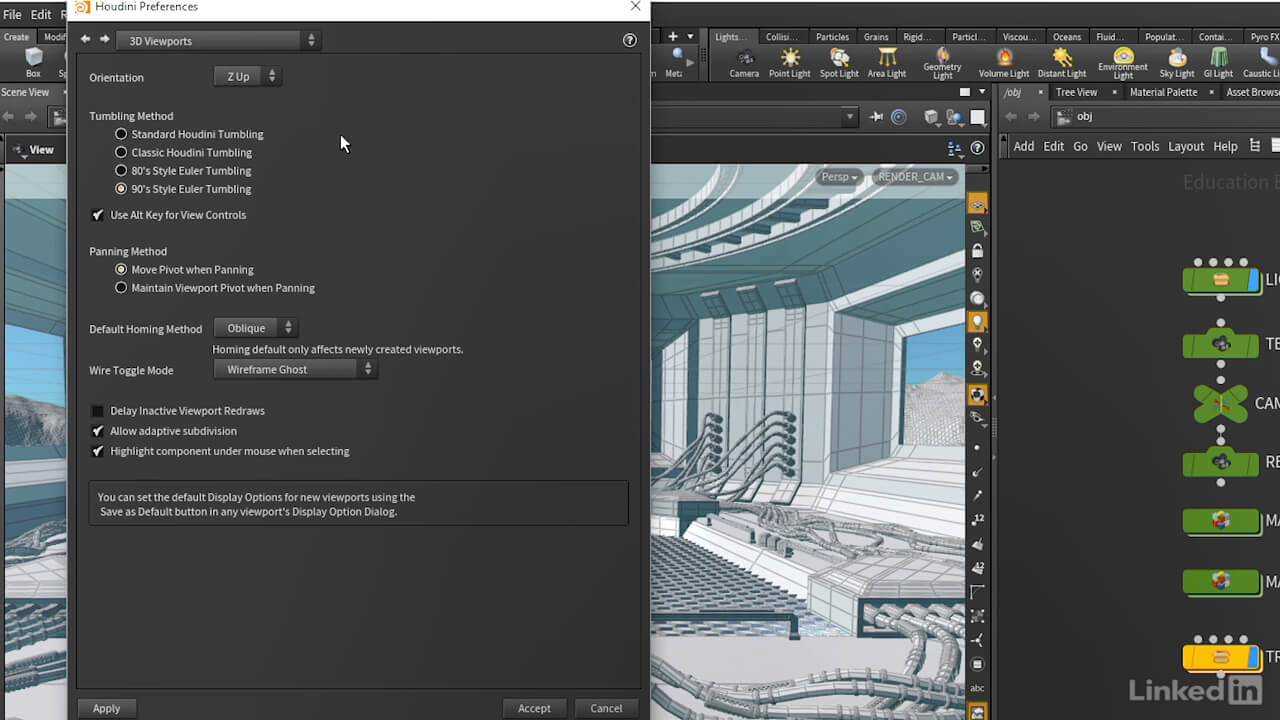 Houdini Preferences
File Edit
Create
Box
Scene View
View
3D Viewports
Orientation
Z Up
Tumbling Method
Standard Houdini Tumbling
Classic Houdini Tumbling
80's Style Euler Tumbling
90's Style Euler Tumbling
Use Alt Key for View Controls
Panning Method
Move Pivot when Panning
Maintain Viewport Pivot when Panning
Default Homing Method
Oblique
Homing default only affects newly created viewports.
Wire Toggle Mode
Wireframe Ghost
Delay Inactive Viewport Redraws
Allow adaptive subdivision
Highlight component under mouse when selecting
You can set the default Display Options for new viewports using the
Save as Default button in any viewport's Display Option Dialog.
Apply
Accept
Cancel
Lights... Collisi... Particles Grains Rigid... Particl... Viscou... Oceans Fluid... Populat... Contai... Pyro FX
Camera Point Light Spot Light Area Light Geometry Light Volume Light Distant Light Environment Light Sky Light GI Light Caustic Li
/obj Tree View Material Palette Asset Brows
obj
Add Edit Go View Tools Layout Help
Persp
RENDER_CAM
Education E
LI
TE
CAM
RE
MA
MA
TR
12
abc
LinkedIn